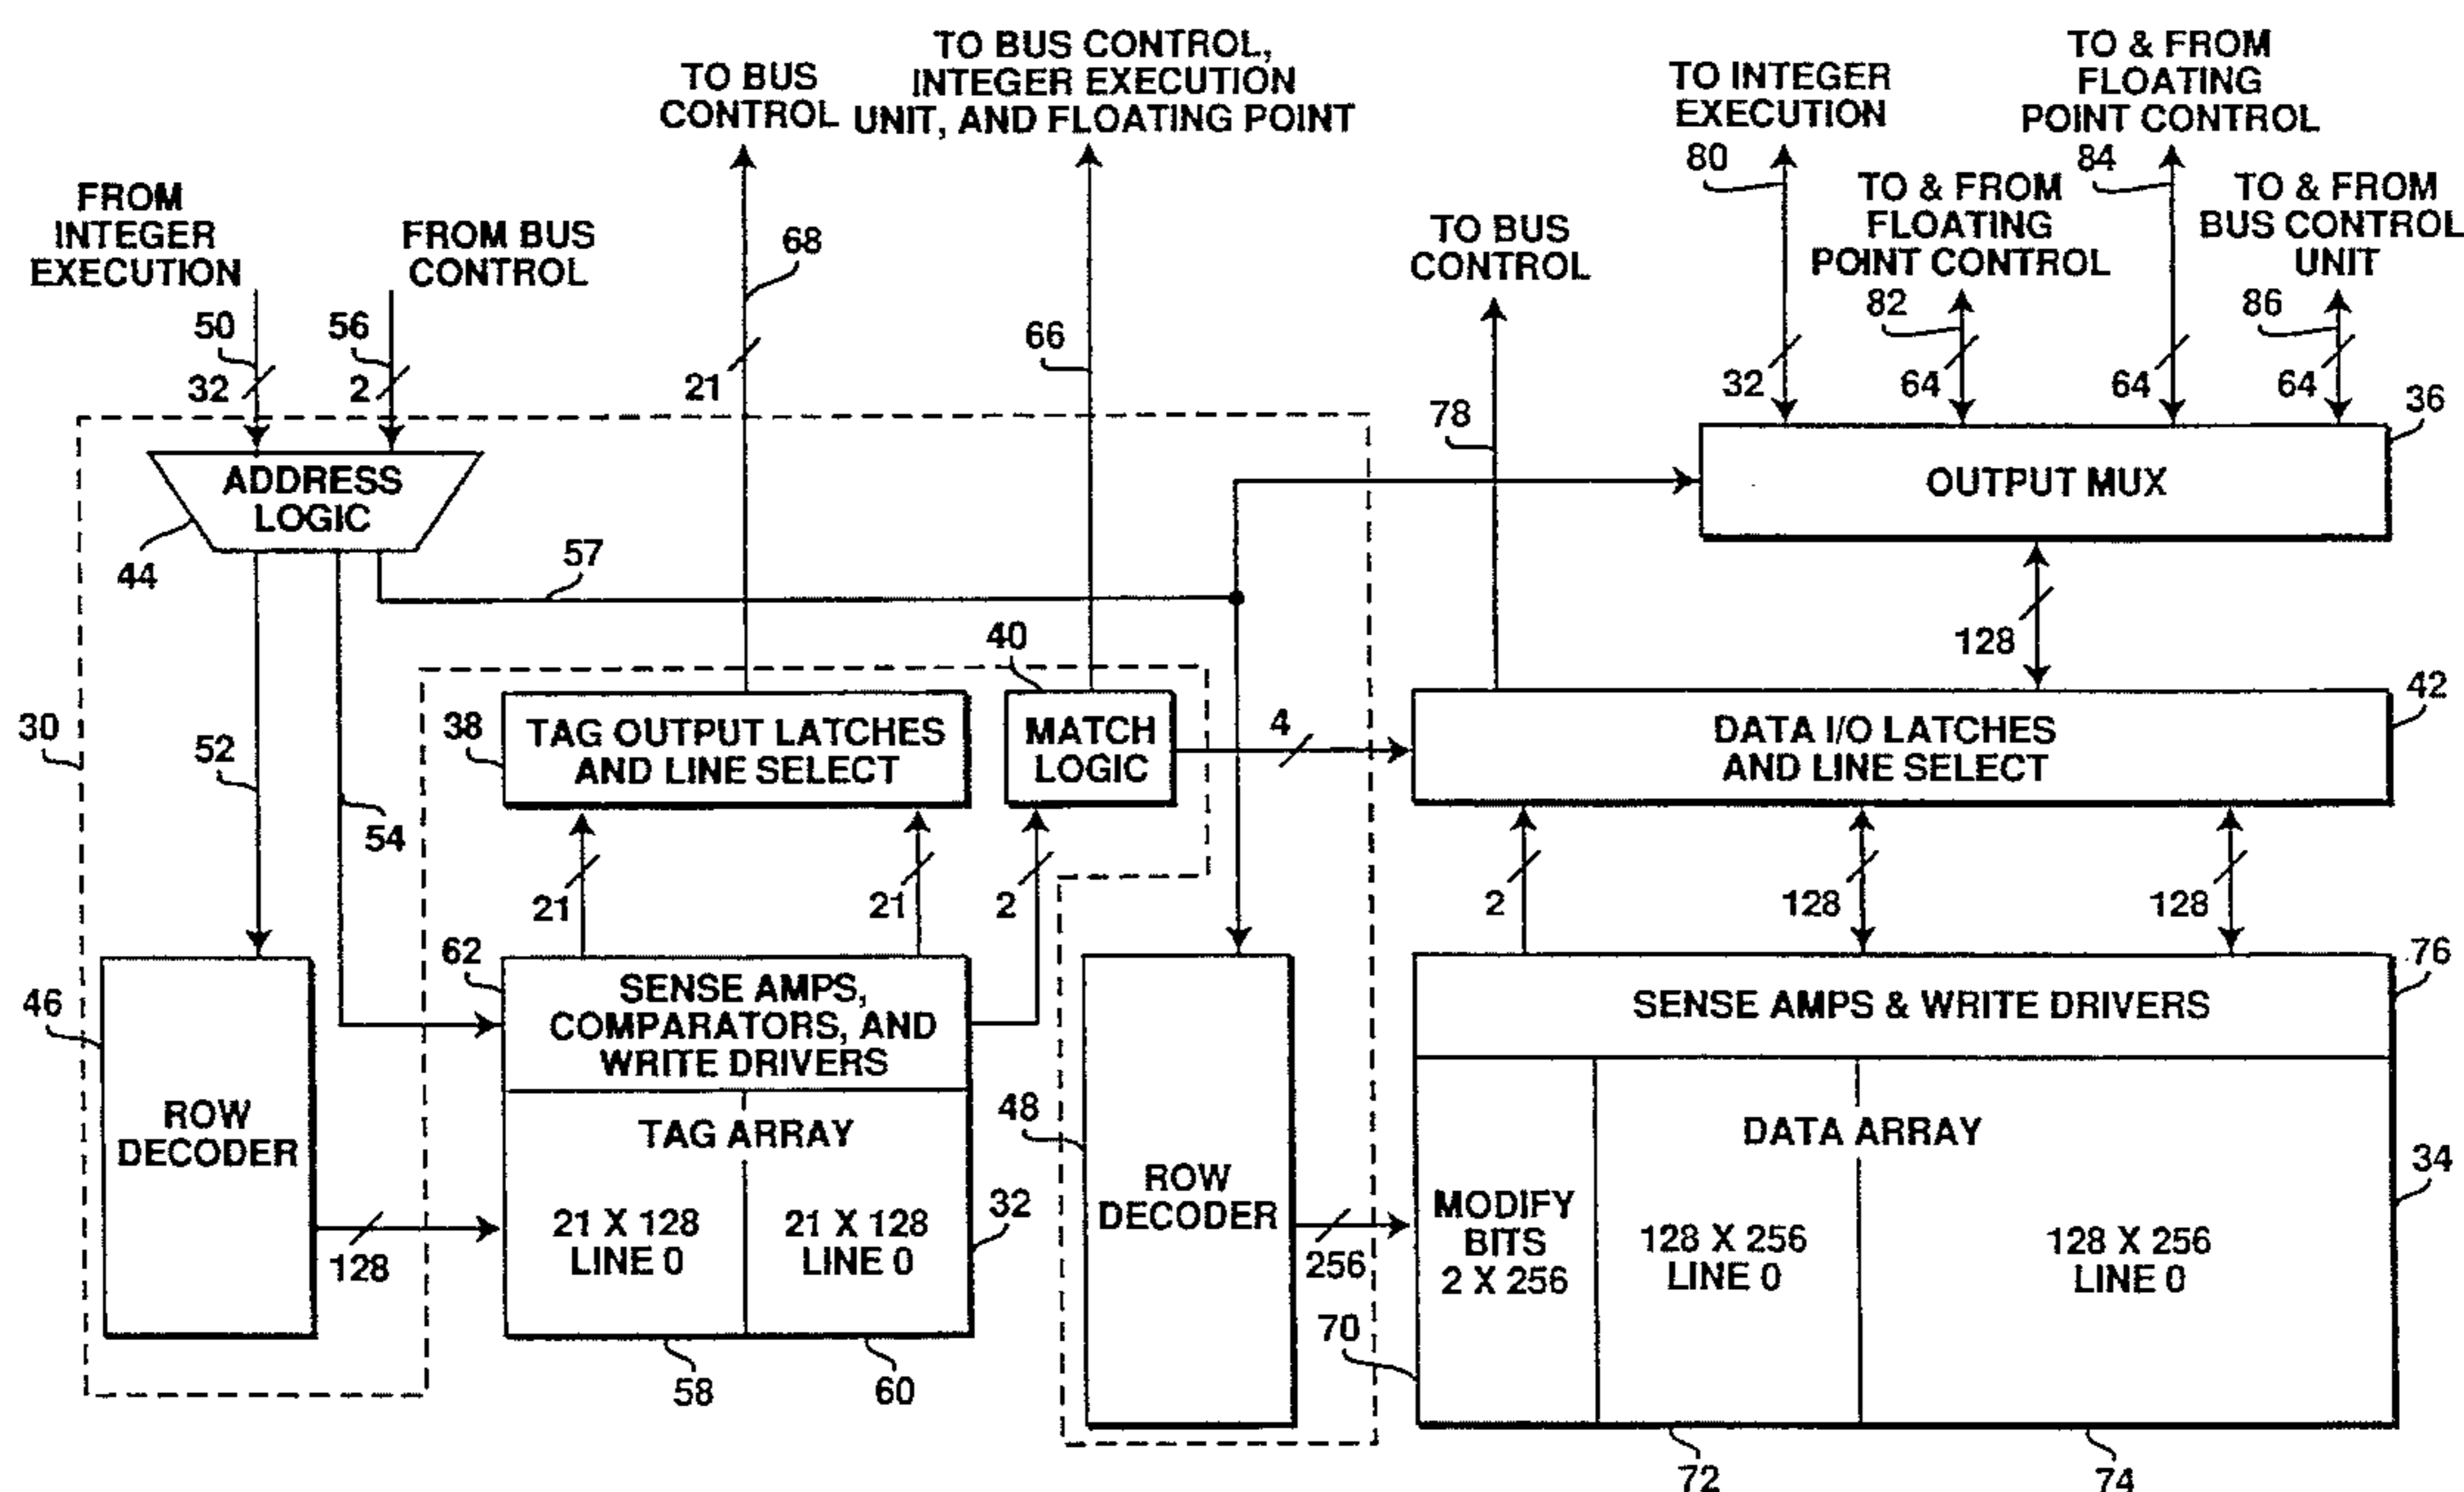 TO BUS CONTROL,
INTEGER EXECUTION
UNIT, AND FLOATING POINT
TO BUS
CONTROL
TO INTEGER
EXECUTION
80
TO & FROM
FLOATING
POINT CONTROL
84
FROM
INTEGER
EXECUTION
FROM BUS
CONTROL
68
TO BUS
CONTROL
TO & FROM
FLOATING
POINT CONTROL
82
TO & FROM
BUS CONTROL
UNIT
86
50
32
56
2
21
66
78
32
64
64
64
36
ADDRESS
LOGIC
44
57
OUTPUT MUX
128
40
30
52
54
38
TAG OUTPUT LATCHES
AND LINE SELECT
MATCH
LOGIC
4
DATA I/O LATCHES
AND LINE SELECT
42
21
21
2
2
128
128
46
ROW
DECODER
128
62
SENSE AMPS,
COMPARATORS, AND
WRITE DRIVERS
TAG ARRAY
21 X 128
LINE 0
21 X 128
LINE 0
32
58
60
48
ROW
DECODER
256
SENSE AMPS & WRITE DRIVERS
76
DATA ARRAY
34
MODIFY
BITS
2 X 256
128 X 256
LINE 0
128 X 256
LINE 0
70
72
74